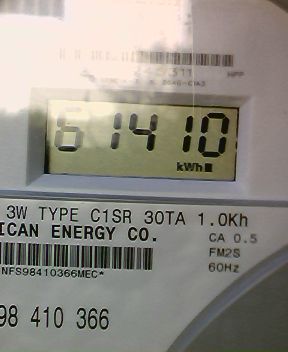 61410
kWh
3W TYPE C1SR 30TA 1.0Kh
ICAN ENERGY CO.
CA 0.5
FM2S
60Hz
NFS98410366MEC*
98 410 366